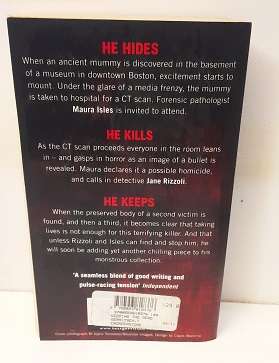 HE HIDES
When an ancient mummy is discovered in the basement
of a museum in downtown Boston, excitement starts to
mount. Under the glare of a media frenzy, the mummy
is taken to hospital for a CT scan. Forensic pathologist
Maura Isles is invited to attend.
HE KILLS
As the CT scan proceeds everyone in the room leans
in – and gasps in horror as an image of a bullet is
revealed. Maura declares it a possible homicide,
and calls in detective Jane Rizzoli.
HE KEEPS
When the preserved body of a second victim is
found, and then a third, it becomes clear that taking
lives is not enough for this terrifying killer. And that
unless Rizzoli and Isles can find and stop him, he
will soon be adding yet another chilling piece to his
monstrous collection.
'A seamless blend of good writing and
pulse-racing tension' Independent